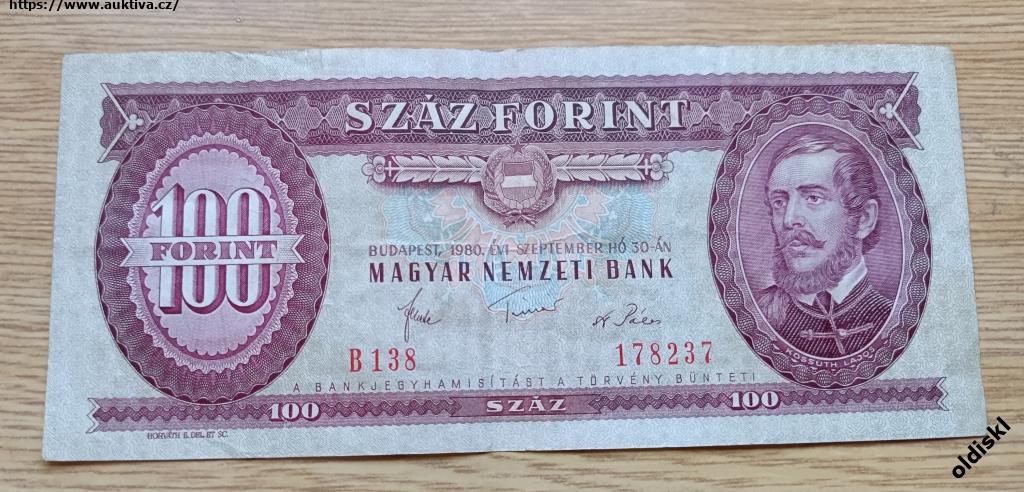 https://www.auktiva.cz/
SZÁZ FORINT
100
FORINT
BUDAPEST, 1980. ÉVI SZEPTEMBER HÓ 30-ÁN
MAGYAR NEMZETI BANK
B 138
178237
KOSSUTH LAJOS
A BANKJEGYHAMISÍTÁST A TÖRVÉNY BÜNTETI
100
SZÁZ
100
HORVÁTH E. DEL. ET SC.
oldiskl